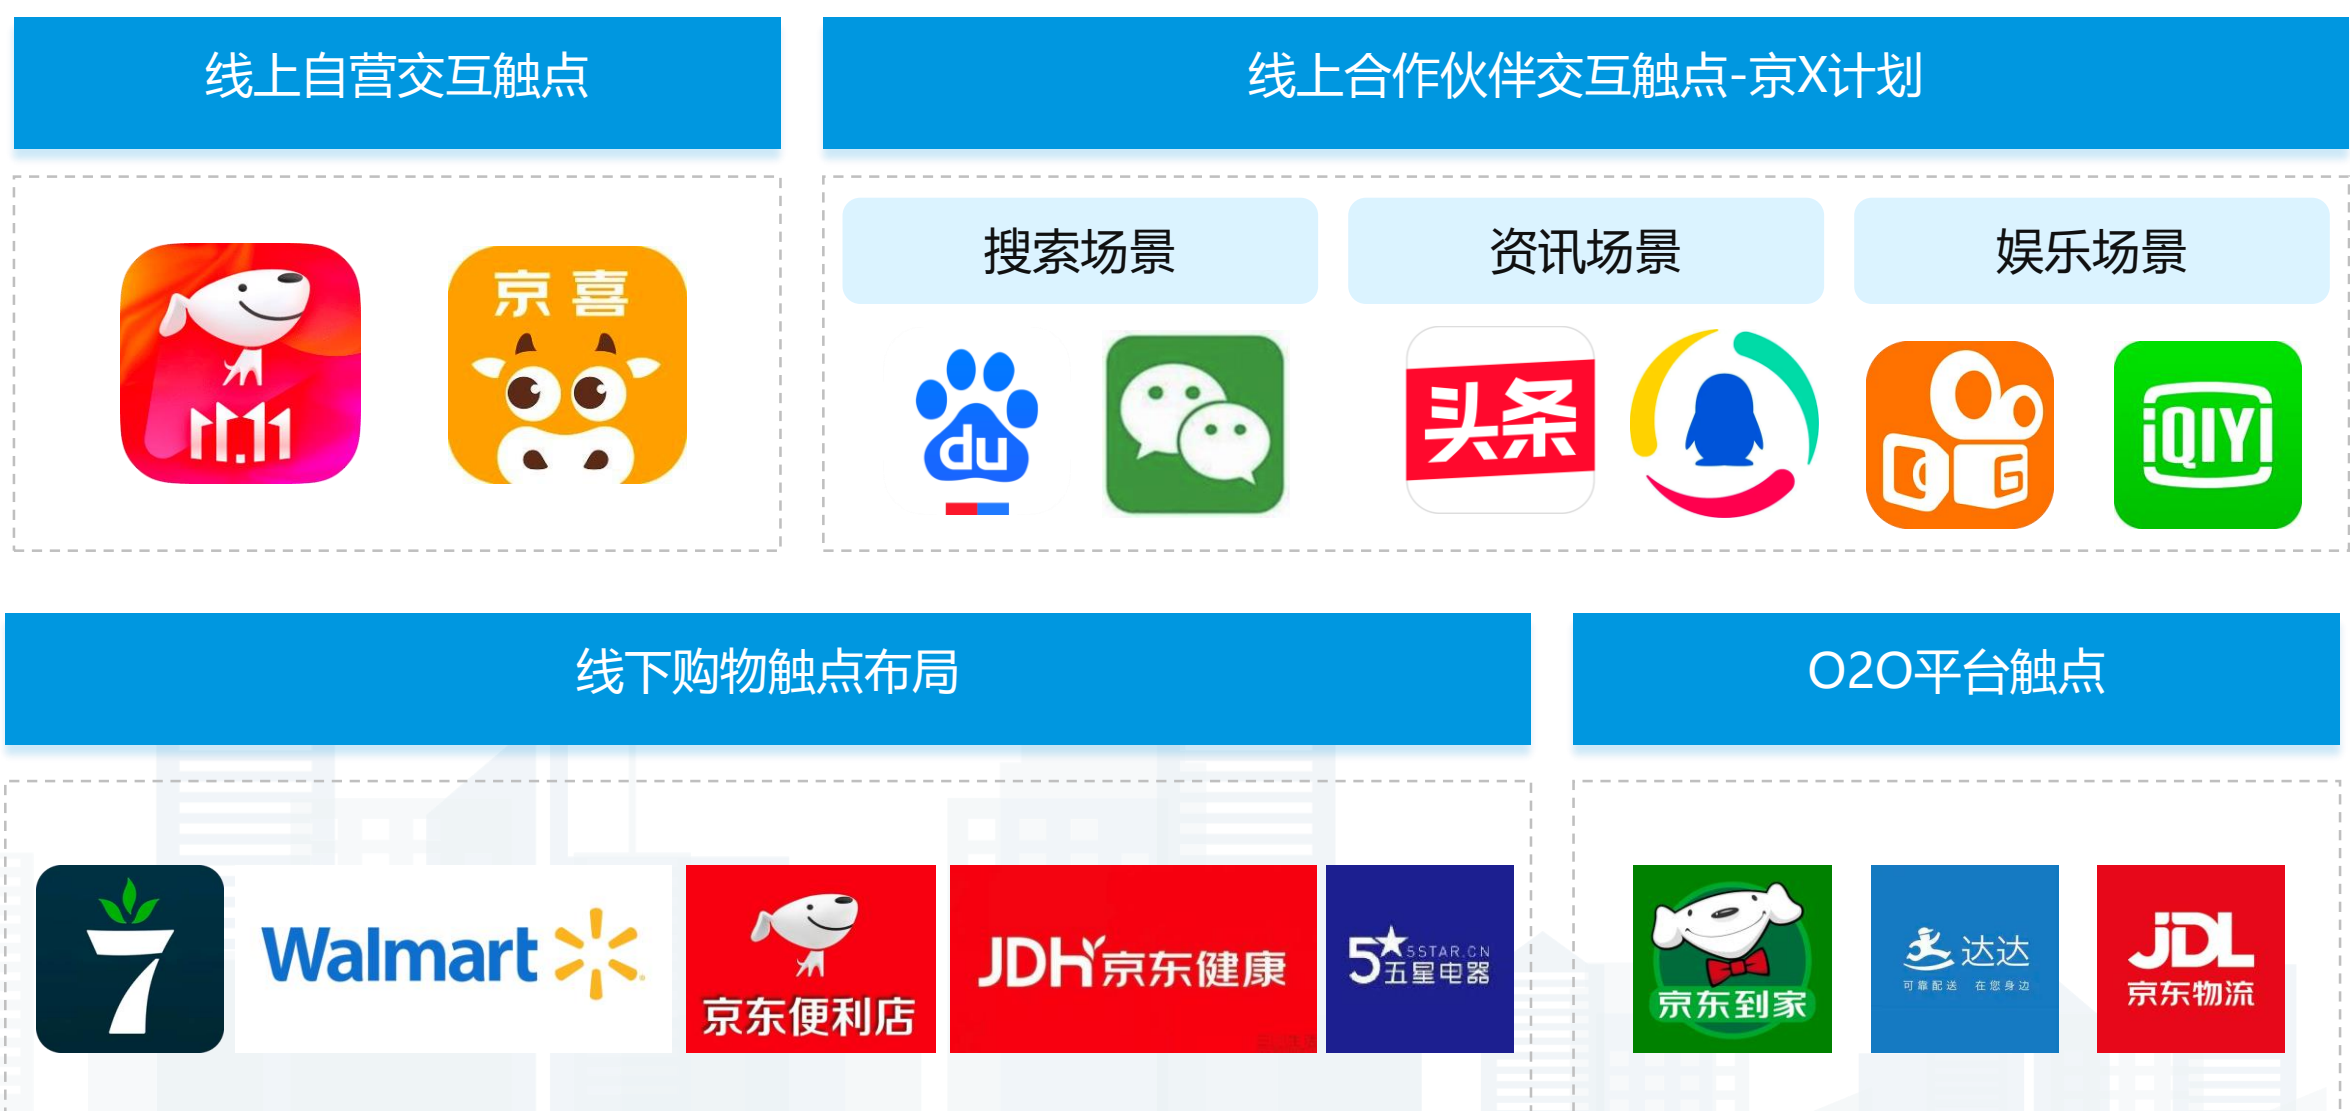 线上自营交互触点
线上合作伙伴交互触点-京X计划
搜索场景
资讯场景
娱乐场景
京喜
11.11
du
头条
iQIYI
线下购物触点布局
O2O平台触点
7
Walmart
京东便利店
JDH 京东健康
5STAR.CN
五星电器
京东到家
达达
可靠配送 在您身边
JDL
京东物流